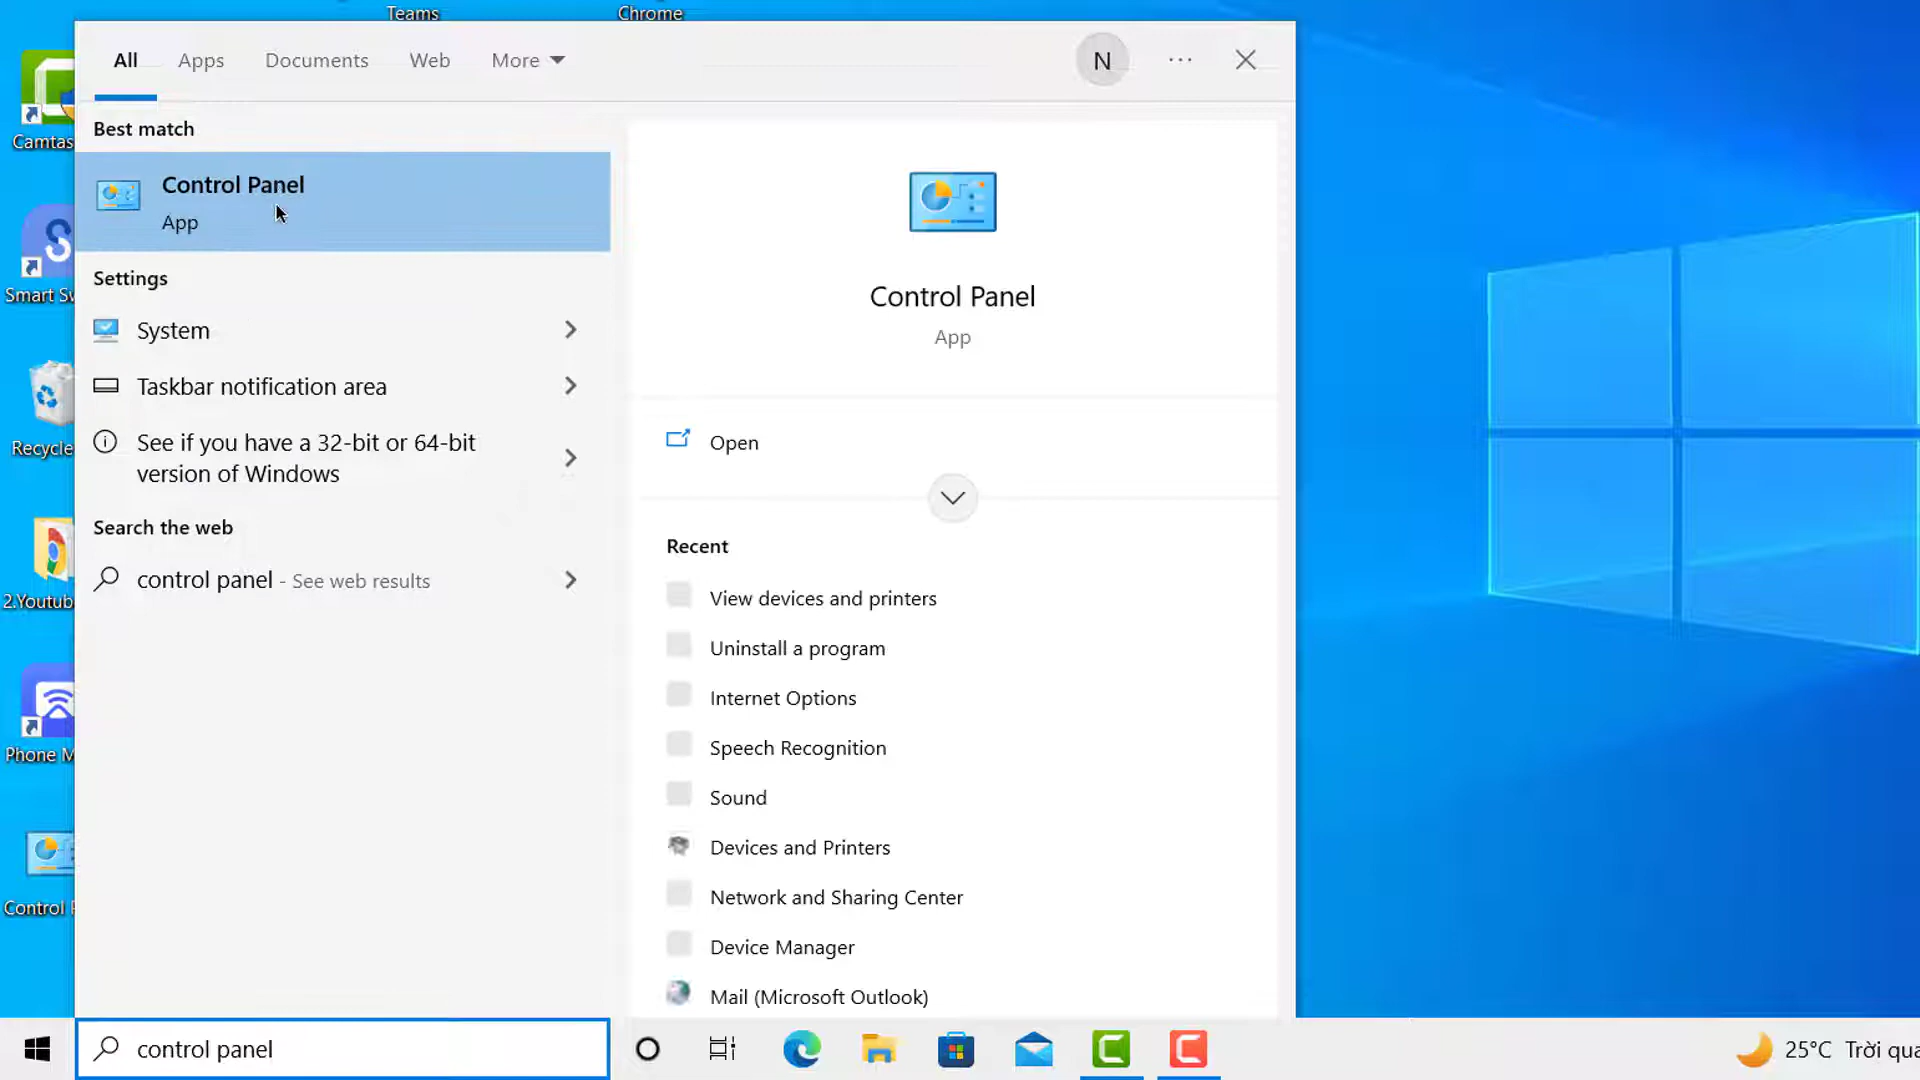 Teams
Chrome
All
Apps
Documents
Web
More
N
Best match
Control Panel
App
Settings
System
Taskbar notification area
See if you have a 32-bit or 64-bit
version of Windows
Search the web
control panel - See web results
Control Panel
App
Open
Recent
View devices and printers
Uninstall a program
Internet Options
Speech Recognition
Sound
Devices and Printers
Network and Sharing Center
Device Manager
Mail (Microsoft Outlook)
Camtas
Smart Sw
Recycle
2.Youtub
Phone M
Control P
control panel
25°C Trời qua